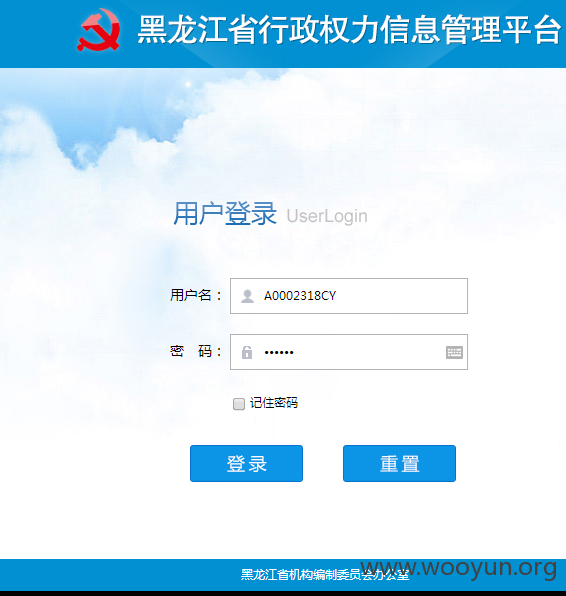 黑龙江省行政权力信息管理平台
用户登录 UserLogin
用户名： A0002318CY
密 码： ••••••
记住密码
登录 重置
黑龙江省机构编制委员会办公室
www.wooyun.org